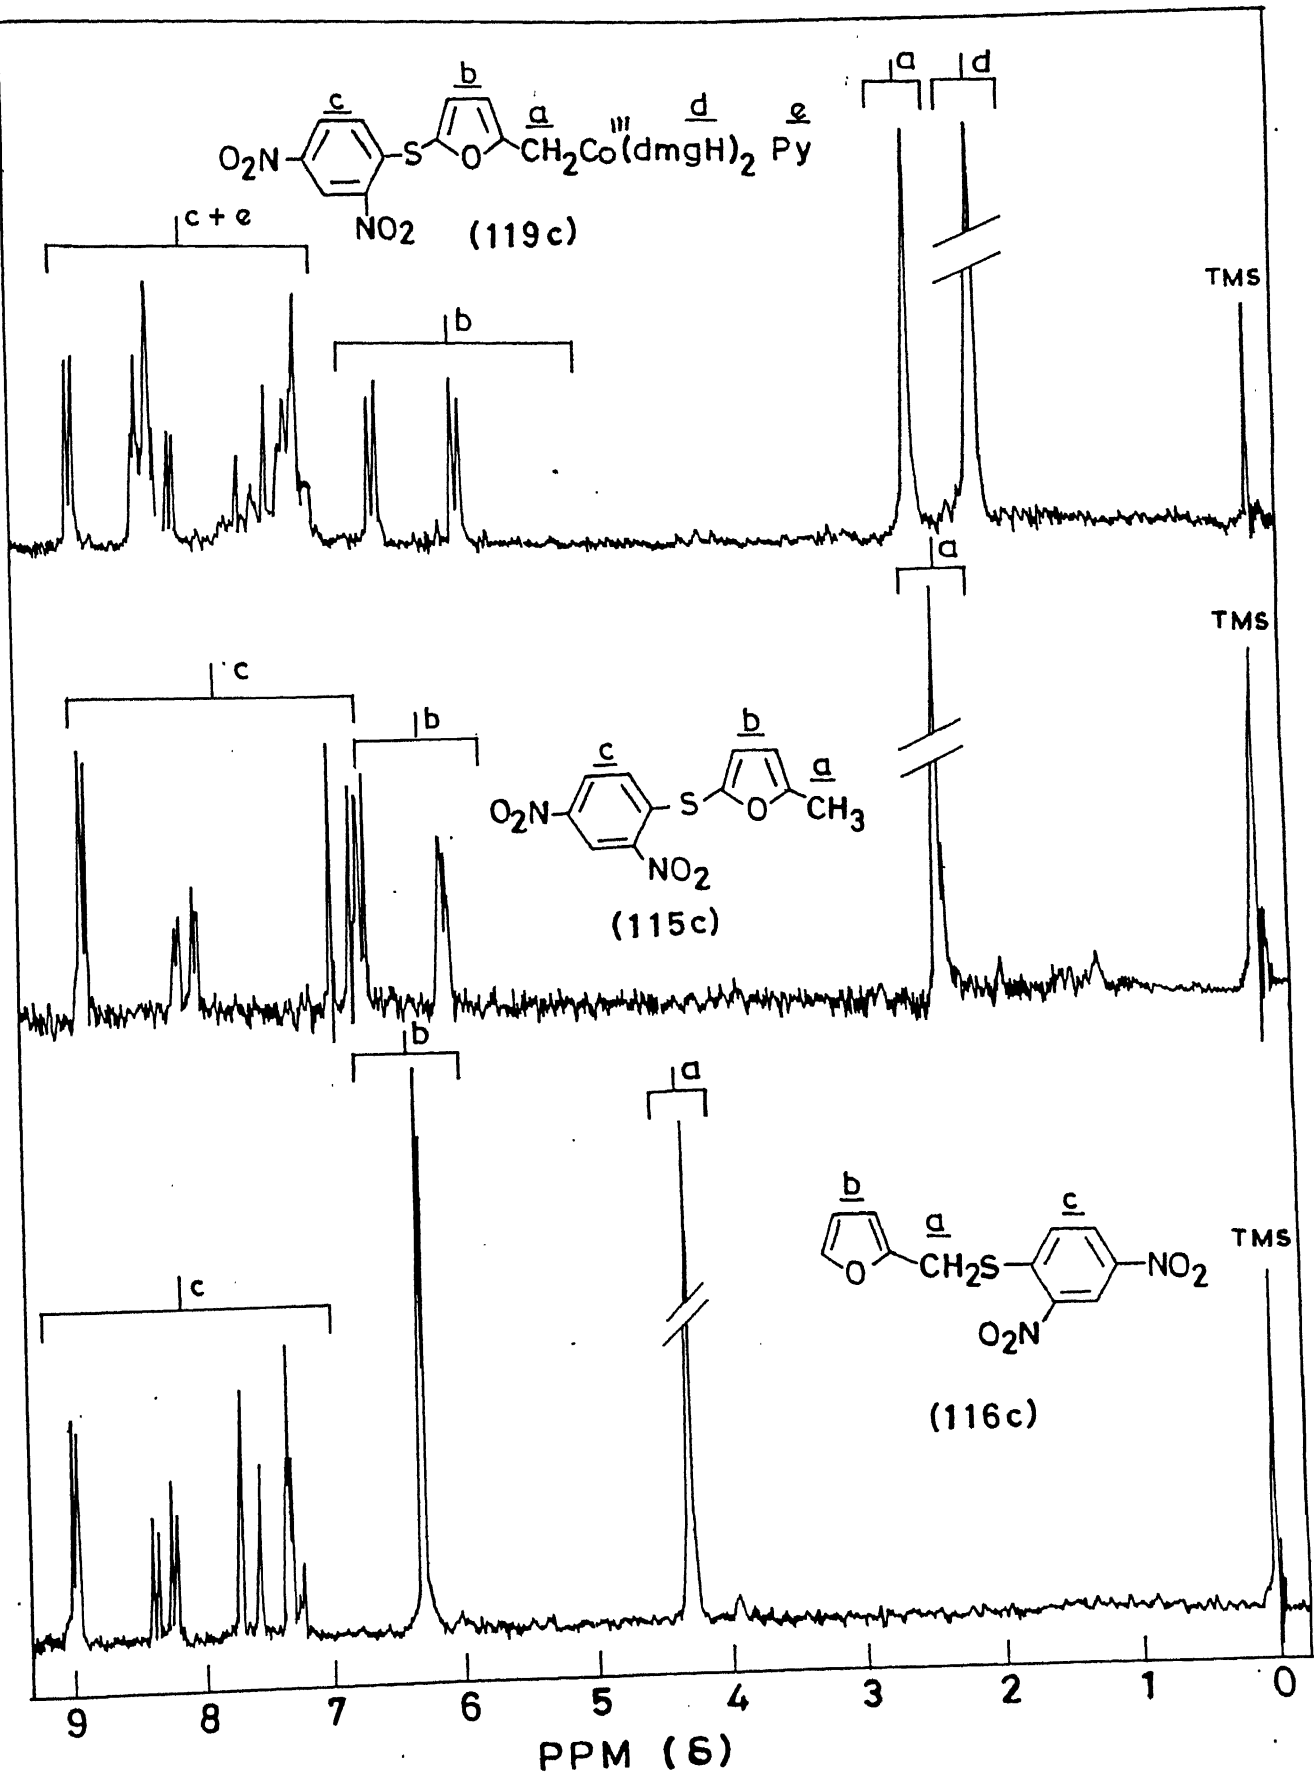 a d
b
c a d e
O2N S O CH2Co III (dmgH)2 Py
NO2 (119c)
c + e
b
TMS
a
TMS
c
b
b
c a
O2N S O CH3
NO2
(115c)
b
a
b c
a
O CH2S NO2
O2N
TMS
c
(116c)
9 8 7 6 5 4 3 2 1 0
PPM (δ)